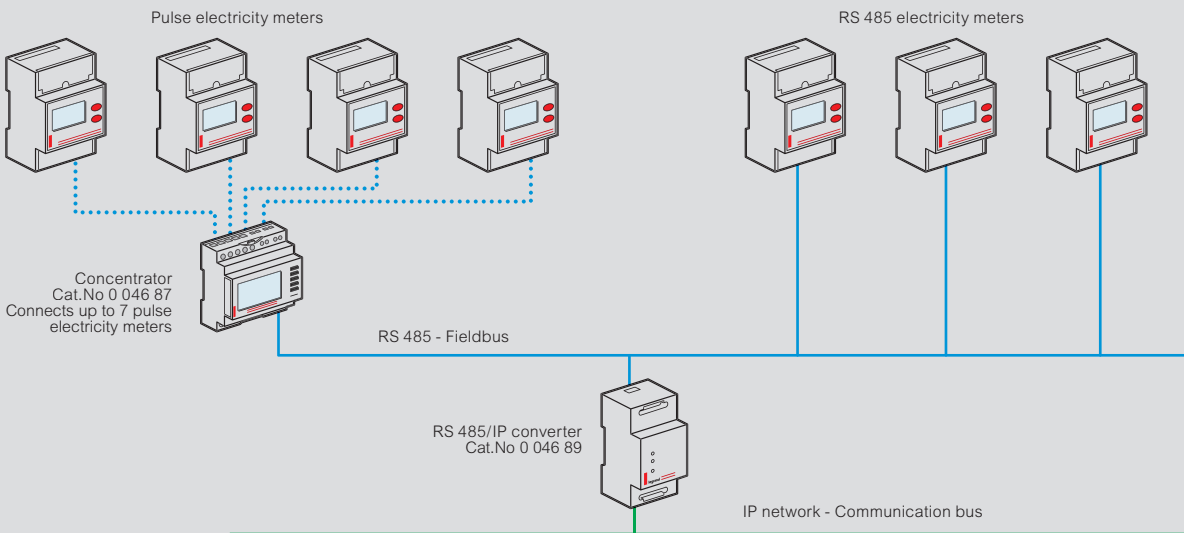 Pulse electricity meters
RS 485 electricity meters
Concentrator
Cat.No 0 046 87
Connects up to 7 pulse
electricity meters
RS 485 - Fieldbus
RS 485/IP converter
Cat.No 0 046 89
legrand
IP network - Communication bus